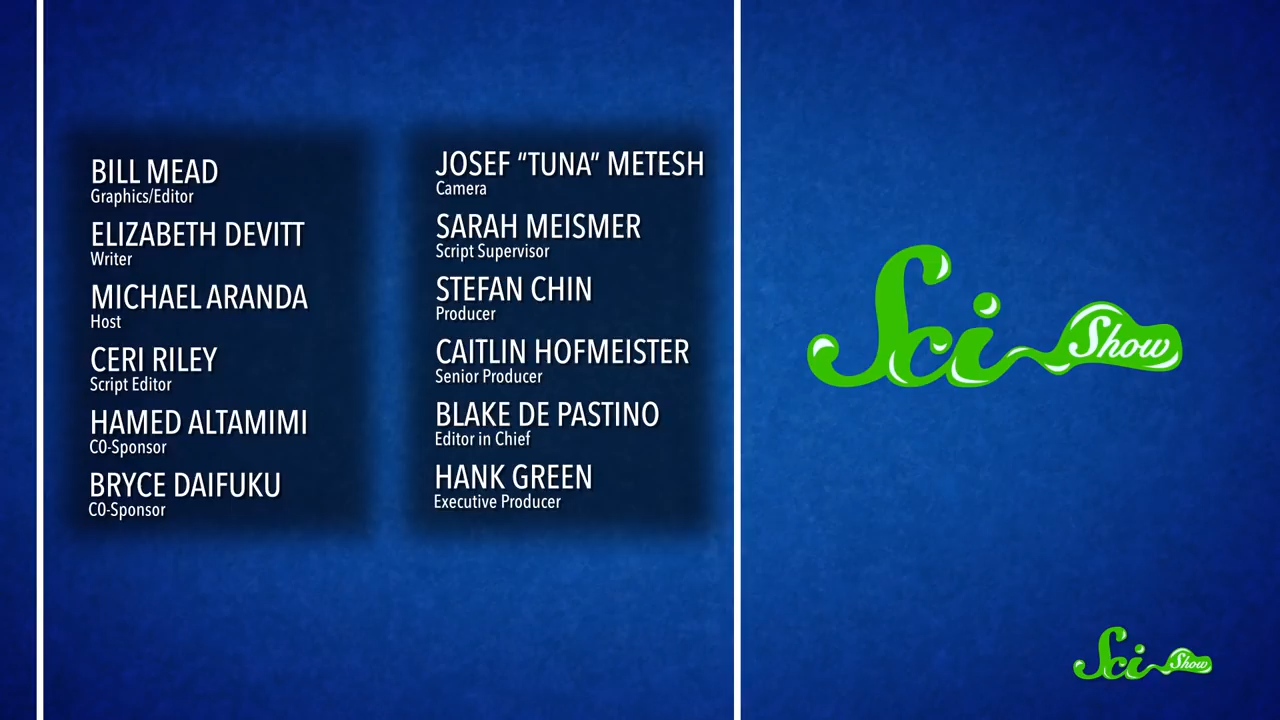 BILL MEAD
Graphics/Editor
ELIZABETH DEVITT
Writer
MICHAEL ARANDA
Host
CERI RILEY
Script Editor
HAMED ALTAMIMI
CO-Sponsor
BRYCE DAIFUKU
CO-Sponsor
JOSEF “TUNA” METESH
Camera
SARAH MEISMER
Script Supervisor
STEFAN CHIN
Producer
CAITLIN HOFMEISTER
Senior Producer
BLAKE DE PASTINO
Editor in Chief
HANK GREEN
Executive Producer
Sci Show
Sci Show